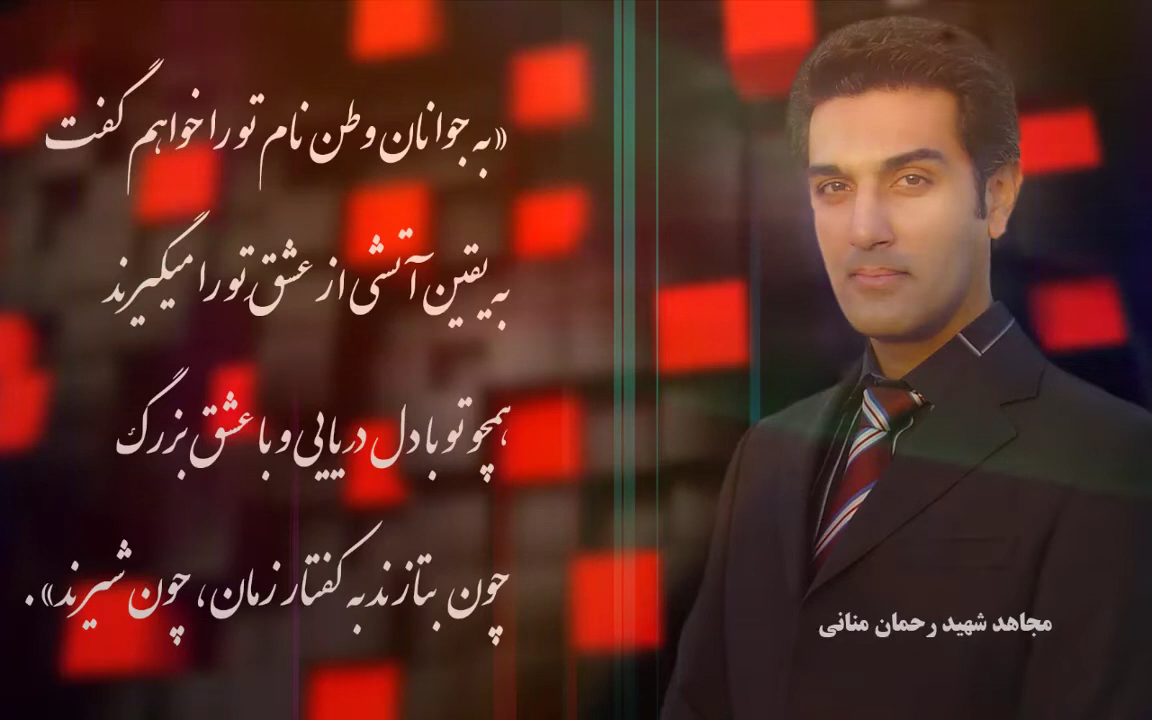 «به جوانان وطن نام تو را خواهم گفت
به یقین آتشی از عشق تو را میگیرند
همچو تو با دل دریایی و با عشق بزرگ
چون بتازند به کفتار زمان، چون شیرند».
مجاهد شهید رحمان منانی